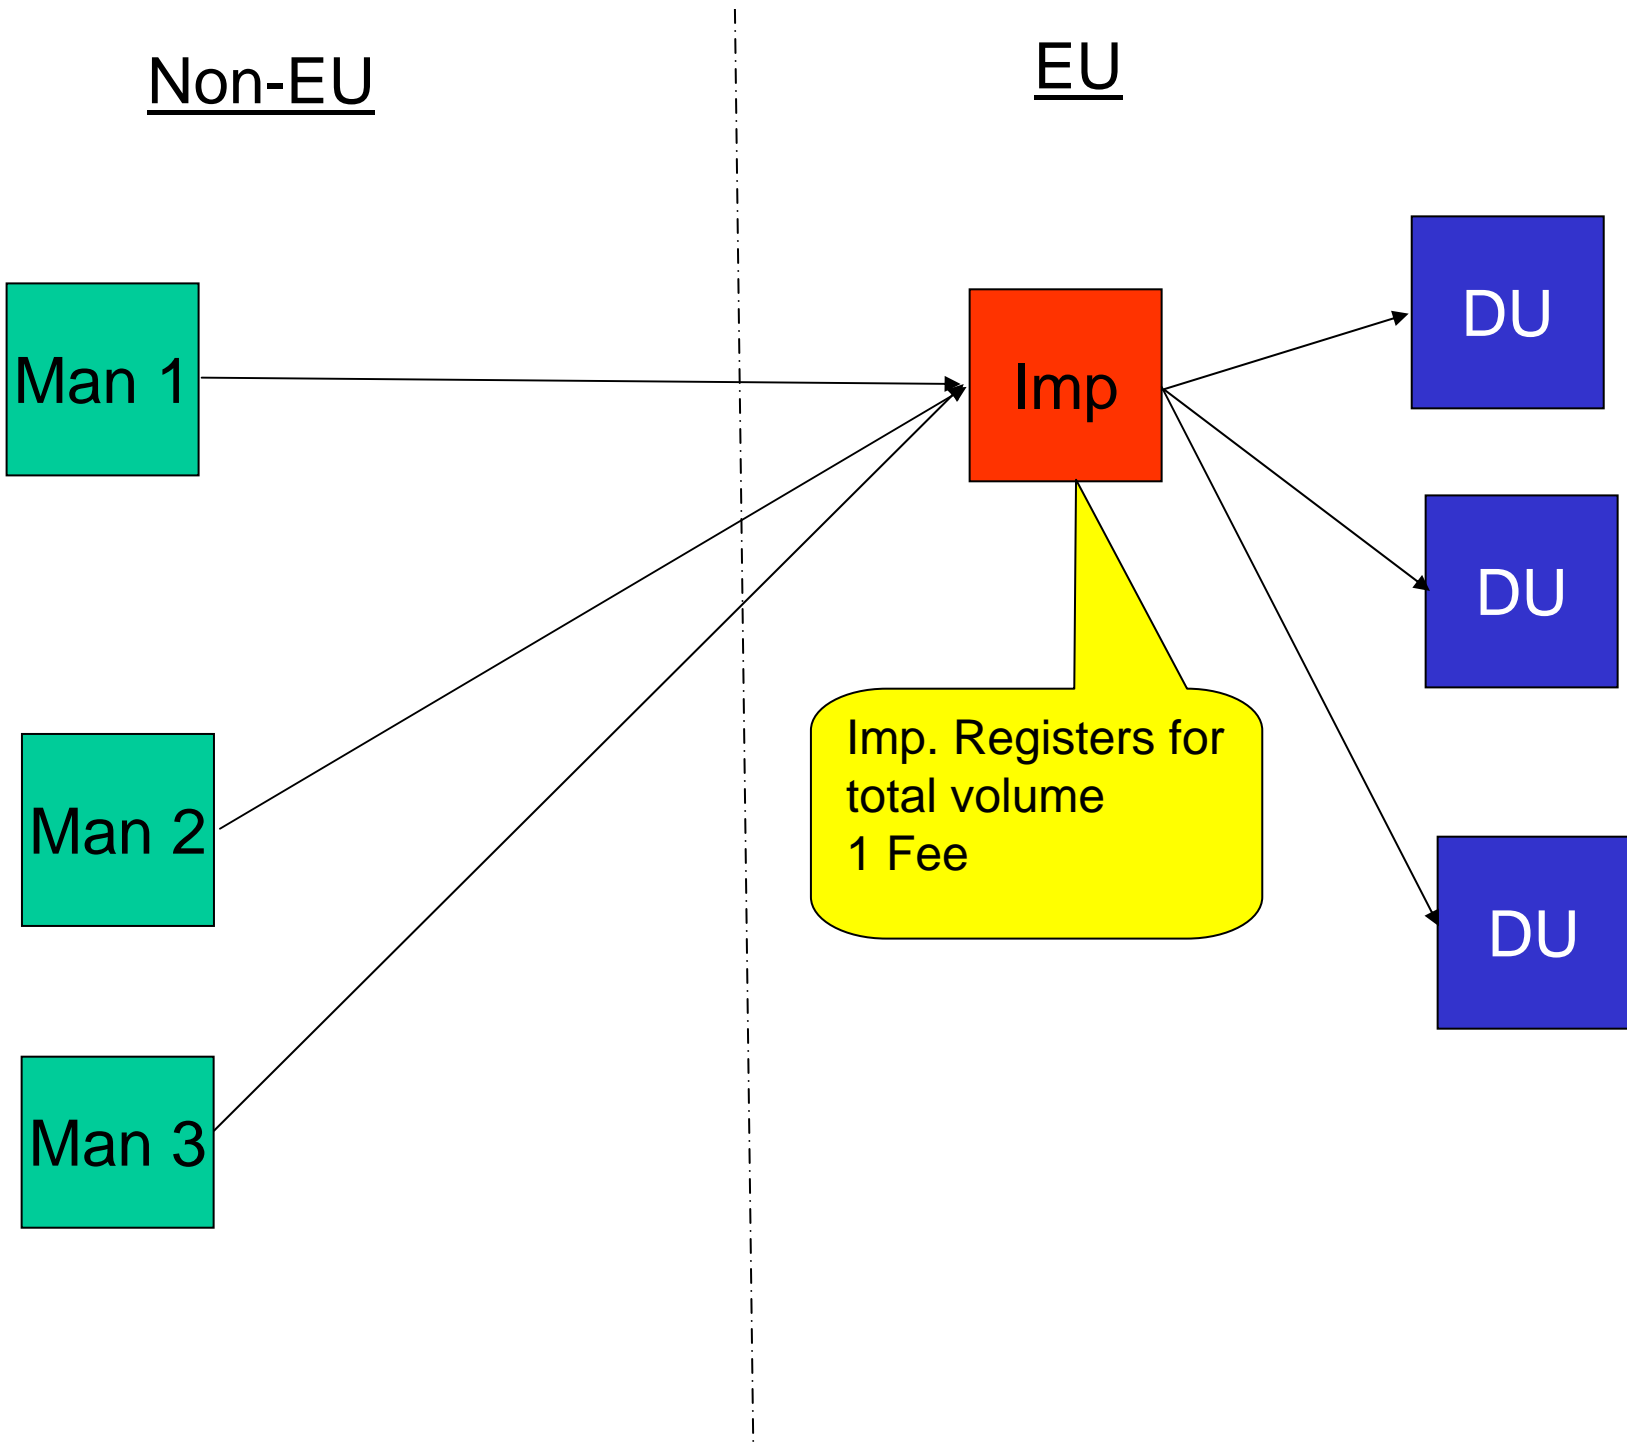 Non-EU
EU
Man 1
Imp
DU
DU
Imp. Registers for
total volume
1 Fee
Man 2
DU
Man 3